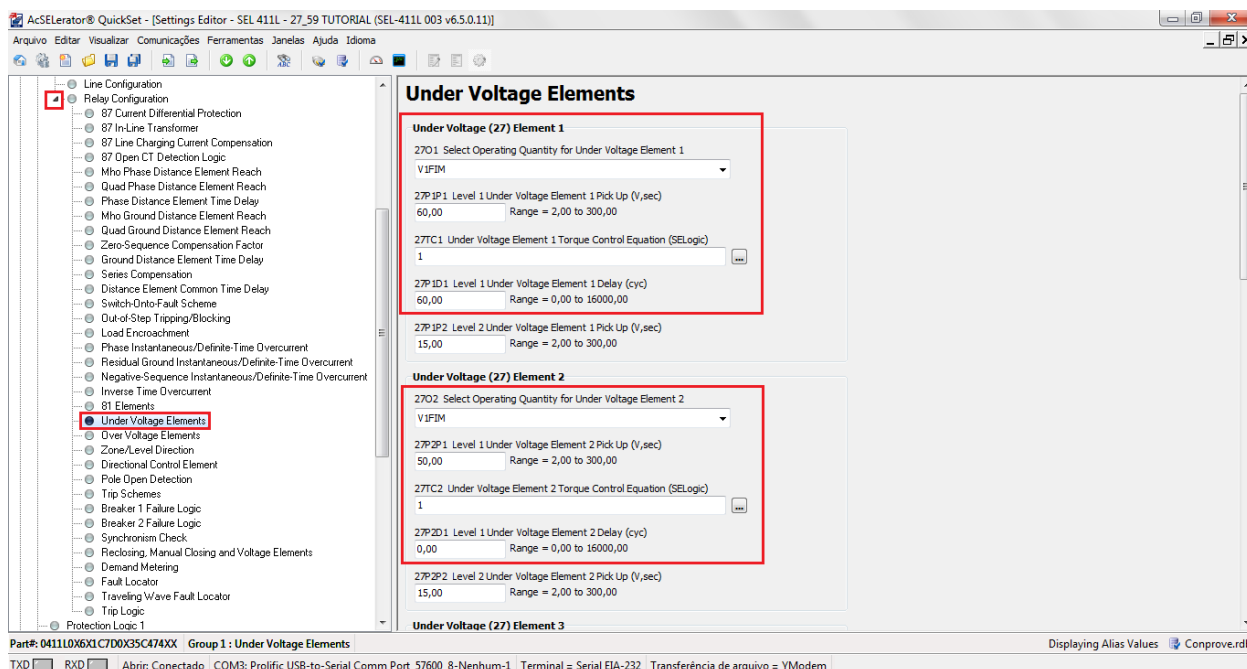 AcSELerator® QuickSet - [Settings Editor - SEL 411L - 27_59 TUTORIAL (SEL-411L 003 v6.5.0.11)]
Arquivo Editar Visualizar Comunicações Ferramentas Janelas Ajuda Idioma
Line Configuration
Relay Configuration
87 Current Differential Protection
87 In-Line Transformer
87 Line Charging Current Compensation
87 Open CT Detection Logic
Mho Phase Distance Element Reach
Quad Phase Distance Element Reach
Phase Distance Element Time Delay
Mho Ground Distance Element Reach
Quad Ground Distance Element Reach
Zero-Sequence Compensation Factor
Ground Distance Element Time Delay
Series Compensation
Distance Element Common Time Delay
Switch-Onto-Fault Scheme
Out-of-Step Tripping/Blocking
Load Encroachment
Phase Instantaneous/Definite-Time Overcurrent
Residual Ground Instantaneous/Definite-Time Overcurrent
Negative-Sequence Instantaneous/Definite-Time Overcurrent
Inverse Time Overcurrent
81 Elements
Under Voltage Elements
Over Voltage Elements
Zone/Level Direction
Directional Control Element
Pole Open Detection
Trip Schemes
Breaker 1 Failure Logic
Breaker 2 Failure Logic
Synchronism Check
Reclosing, Manual Closing and Voltage Elements
Demand Metering
Fault Locator
Traveling Wave Fault Locator
Trip Logic
Protection Logic 1
Under Voltage Elements
Under Voltage (27) Element 1
27O1 Select Operating Quantity for Under Voltage Element 1
V1FIM
27P1P1 Level 1 Under Voltage Element 1 Pick Up (V,sec)
60,00 Range = 2,00 to 300,00
27TC1 Under Voltage Element 1 Torque Control Equation (SELogic)
1
...
27P1D1 Level 1 Under Voltage Element 1 Delay (cyc)
60,00 Range = 0,00 to 16000,00
27P1P2 Level 2 Under Voltage Element 1 Pick Up (V,sec)
15,00 Range = 2,00 to 300,00
Under Voltage (27) Element 2
27O2 Select Operating Quantity for Under Voltage Element 2
V1FIM
27P2P1 Level 1 Under Voltage Element 2 Pick Up (V,sec)
50,00 Range = 2,00 to 300,00
27TC2 Under Voltage Element 2 Torque Control Equation (SELogic)
1
...
27P2D1 Level 1 Under Voltage Element 2 Delay (cyc)
0,00 Range = 0,00 to 16000,00
27P2P2 Level 2 Under Voltage Element 2 Pick Up (V,sec)
15,00 Range = 2,00 to 300,00
Under Voltage (27) Element 3
Part#: 0411L0X6X1C7D0X35C474XX Group 1 : Under Voltage Elements Displaying Alias Values Conprove.rdb
TXD RXD Abrir: Conectado COM3: Prolific USB-to-Serial Comm Port 57600 8-Nenhum-1 Terminal = Serial EIA-232 Transferência de arquivo = YModem